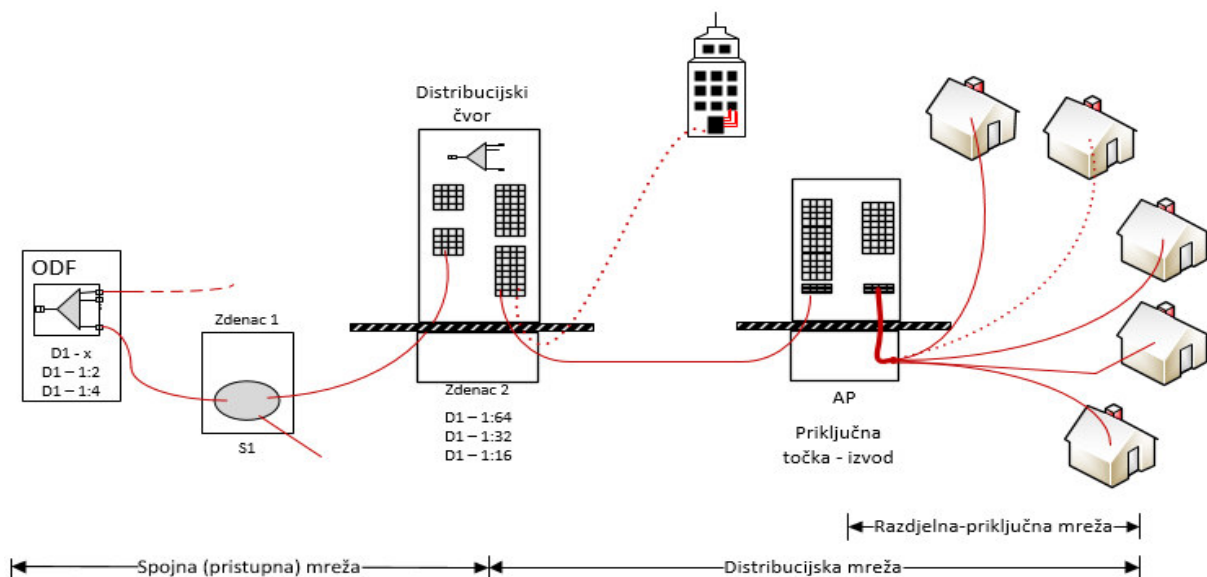 Distribucijski
čvor
ODF
D1 - x
D1 – 1:2
D1 – 1:4
Zdenac 1
S1
Zdenac 2
D1 – 1:64
D1 – 1:32
D1 – 1:16
AP
Priključna
točka - izvod
Razdjelna-priključna mreža
Spojna (pristupna) mreža
Distribucijska mreža